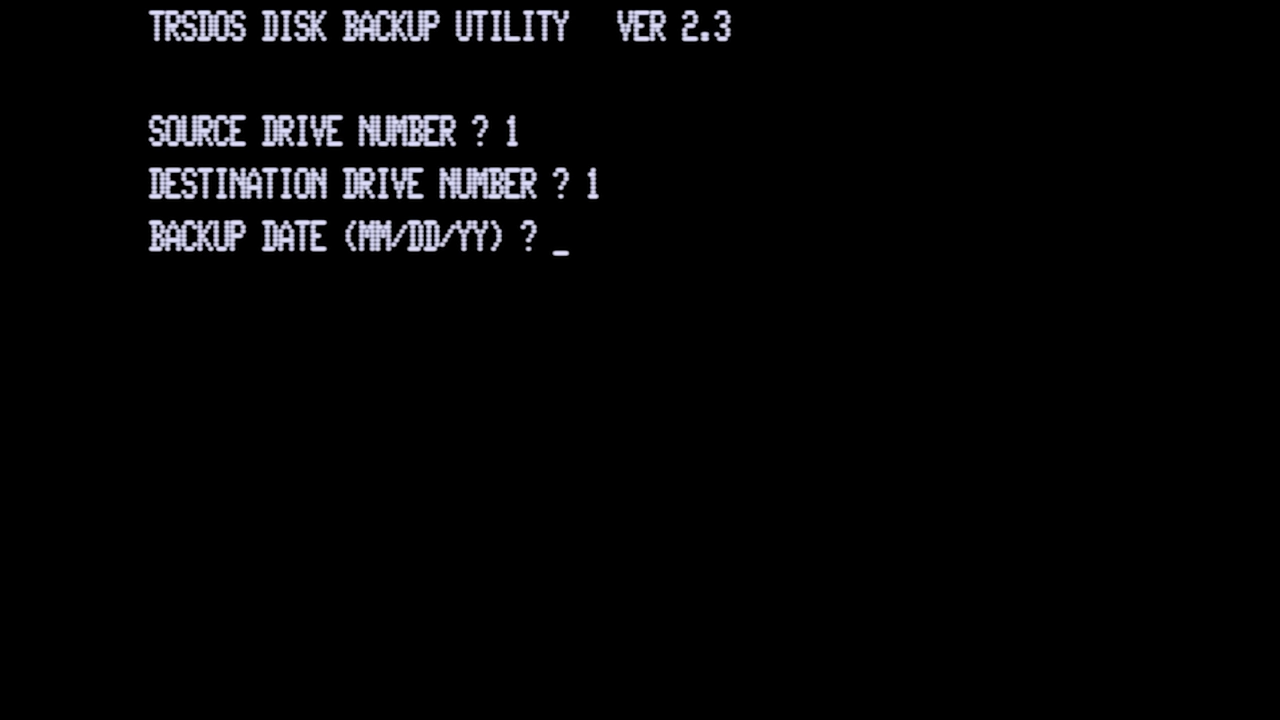 TRSDOS DISK BACKUP UTILITY   VER 2.3
SOURCE DRIVE NUMBER ? 1
DESTINATION DRIVE NUMBER ? 1
BACKUP DATE (MM/DD/YY) ? _